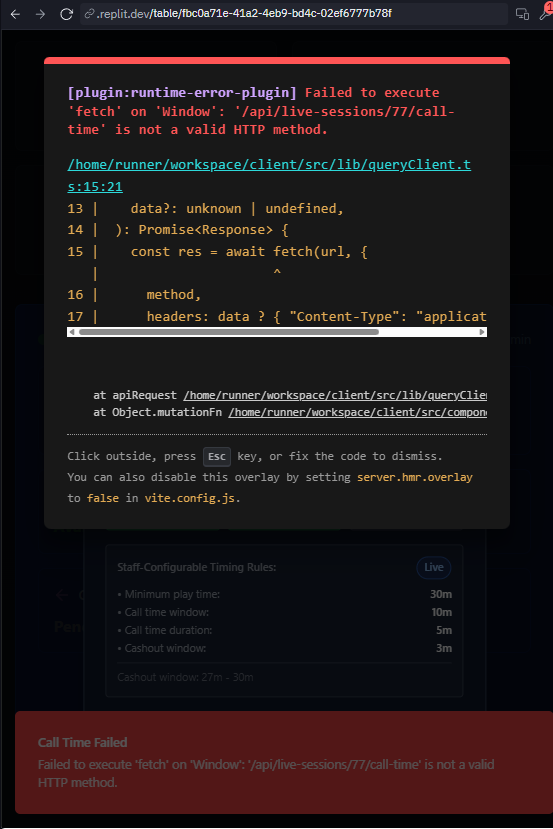 .replit.dev/table/fbc0a71e-41a2-4eb9-bd4c-02ef6777b78f
1
[plugin:runtime-error-plugin] Failed to execute
'fetch' on 'Window': '/api/live-sessions/77/call-
time' is not a valid HTTP method.
/home/runner/workspace/client/src/lib/queryClient.t
s:15:21
13 |    data?: unknown | undefined,
14 |  ): Promise<Response> {
15 |    const res = await fetch(url, {
|                      ^
16 |      method,
17 |      headers: data ? { "Content-Type": "applicat
at apiRequest /home/runner/workspace/client/src/lib/queryClie
at Object.mutationFn /home/runner/workspace/client/src/compon
Click outside, press Esc key, or fix the code to dismiss.
You can also disable this overlay by setting server.hmr.overlay
to false in vite.config.js.
Staff-Configurable Timing Rules: Live
• Minimum play time: 30m
• Call time window: 10m
• Call time duration: 5m
• Cashout window: 3m
Cashout window: 27m - 30m
Call Time Failed
Failed to execute 'fetch' on 'Window': '/api/live-sessions/77/call-time' is not a valid
HTTP method.